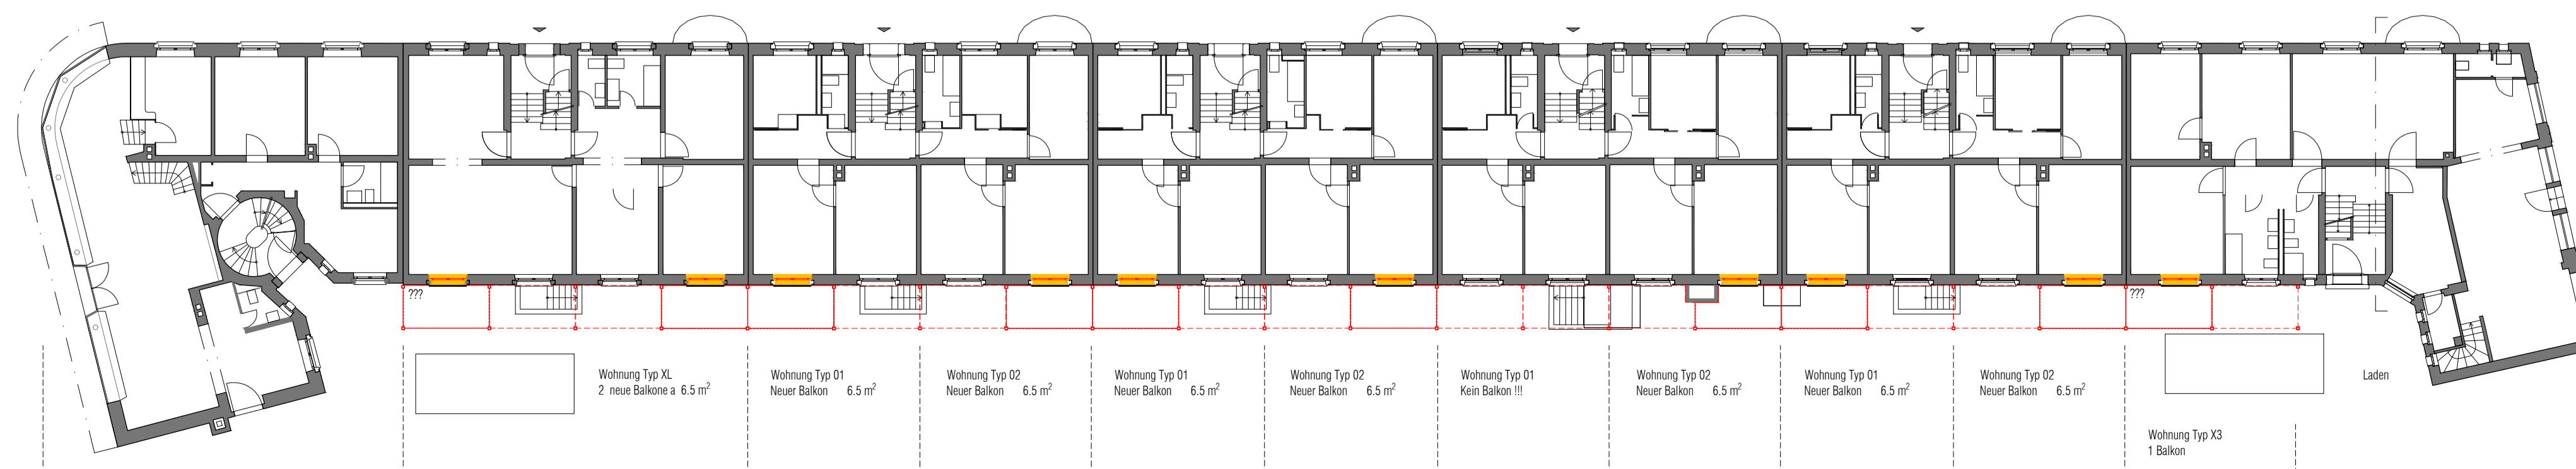 ???
???
Wohnung Typ XL
2 neue Balkone a 6.5 m²
Wohnung Typ 01
Neuer Balkon 6.5 m²
Wohnung Typ 02
Neuer Balkon 6.5 m²
Wohnung Typ 01
Neuer Balkon 6.5 m²
Wohnung Typ 02
Neuer Balkon 6.5 m²
Wohnung Typ 01
Kein Balkon !!!
Wohnung Typ 02
Neuer Balkon 6.5 m²
Wohnung Typ 01
Neuer Balkon 6.5 m²
Wohnung Typ 02
Neuer Balkon 6.5 m²
Laden
Wohnung Typ X3
1 Balkon